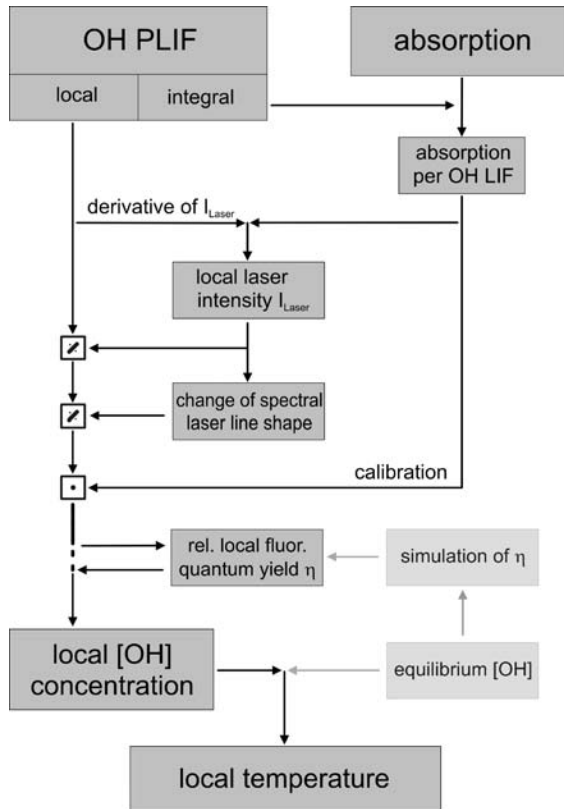 OH PLIF
absorption
local
integral
absorption
per OH LIF
derivative of I_Laser
local laser
intensity I_Laser
change of spectral
laser line shape
calibration
rel. local fluor.
quantum yield η
simulation of η
local [OH]
concentration
equilibrium [OH]
local temperature